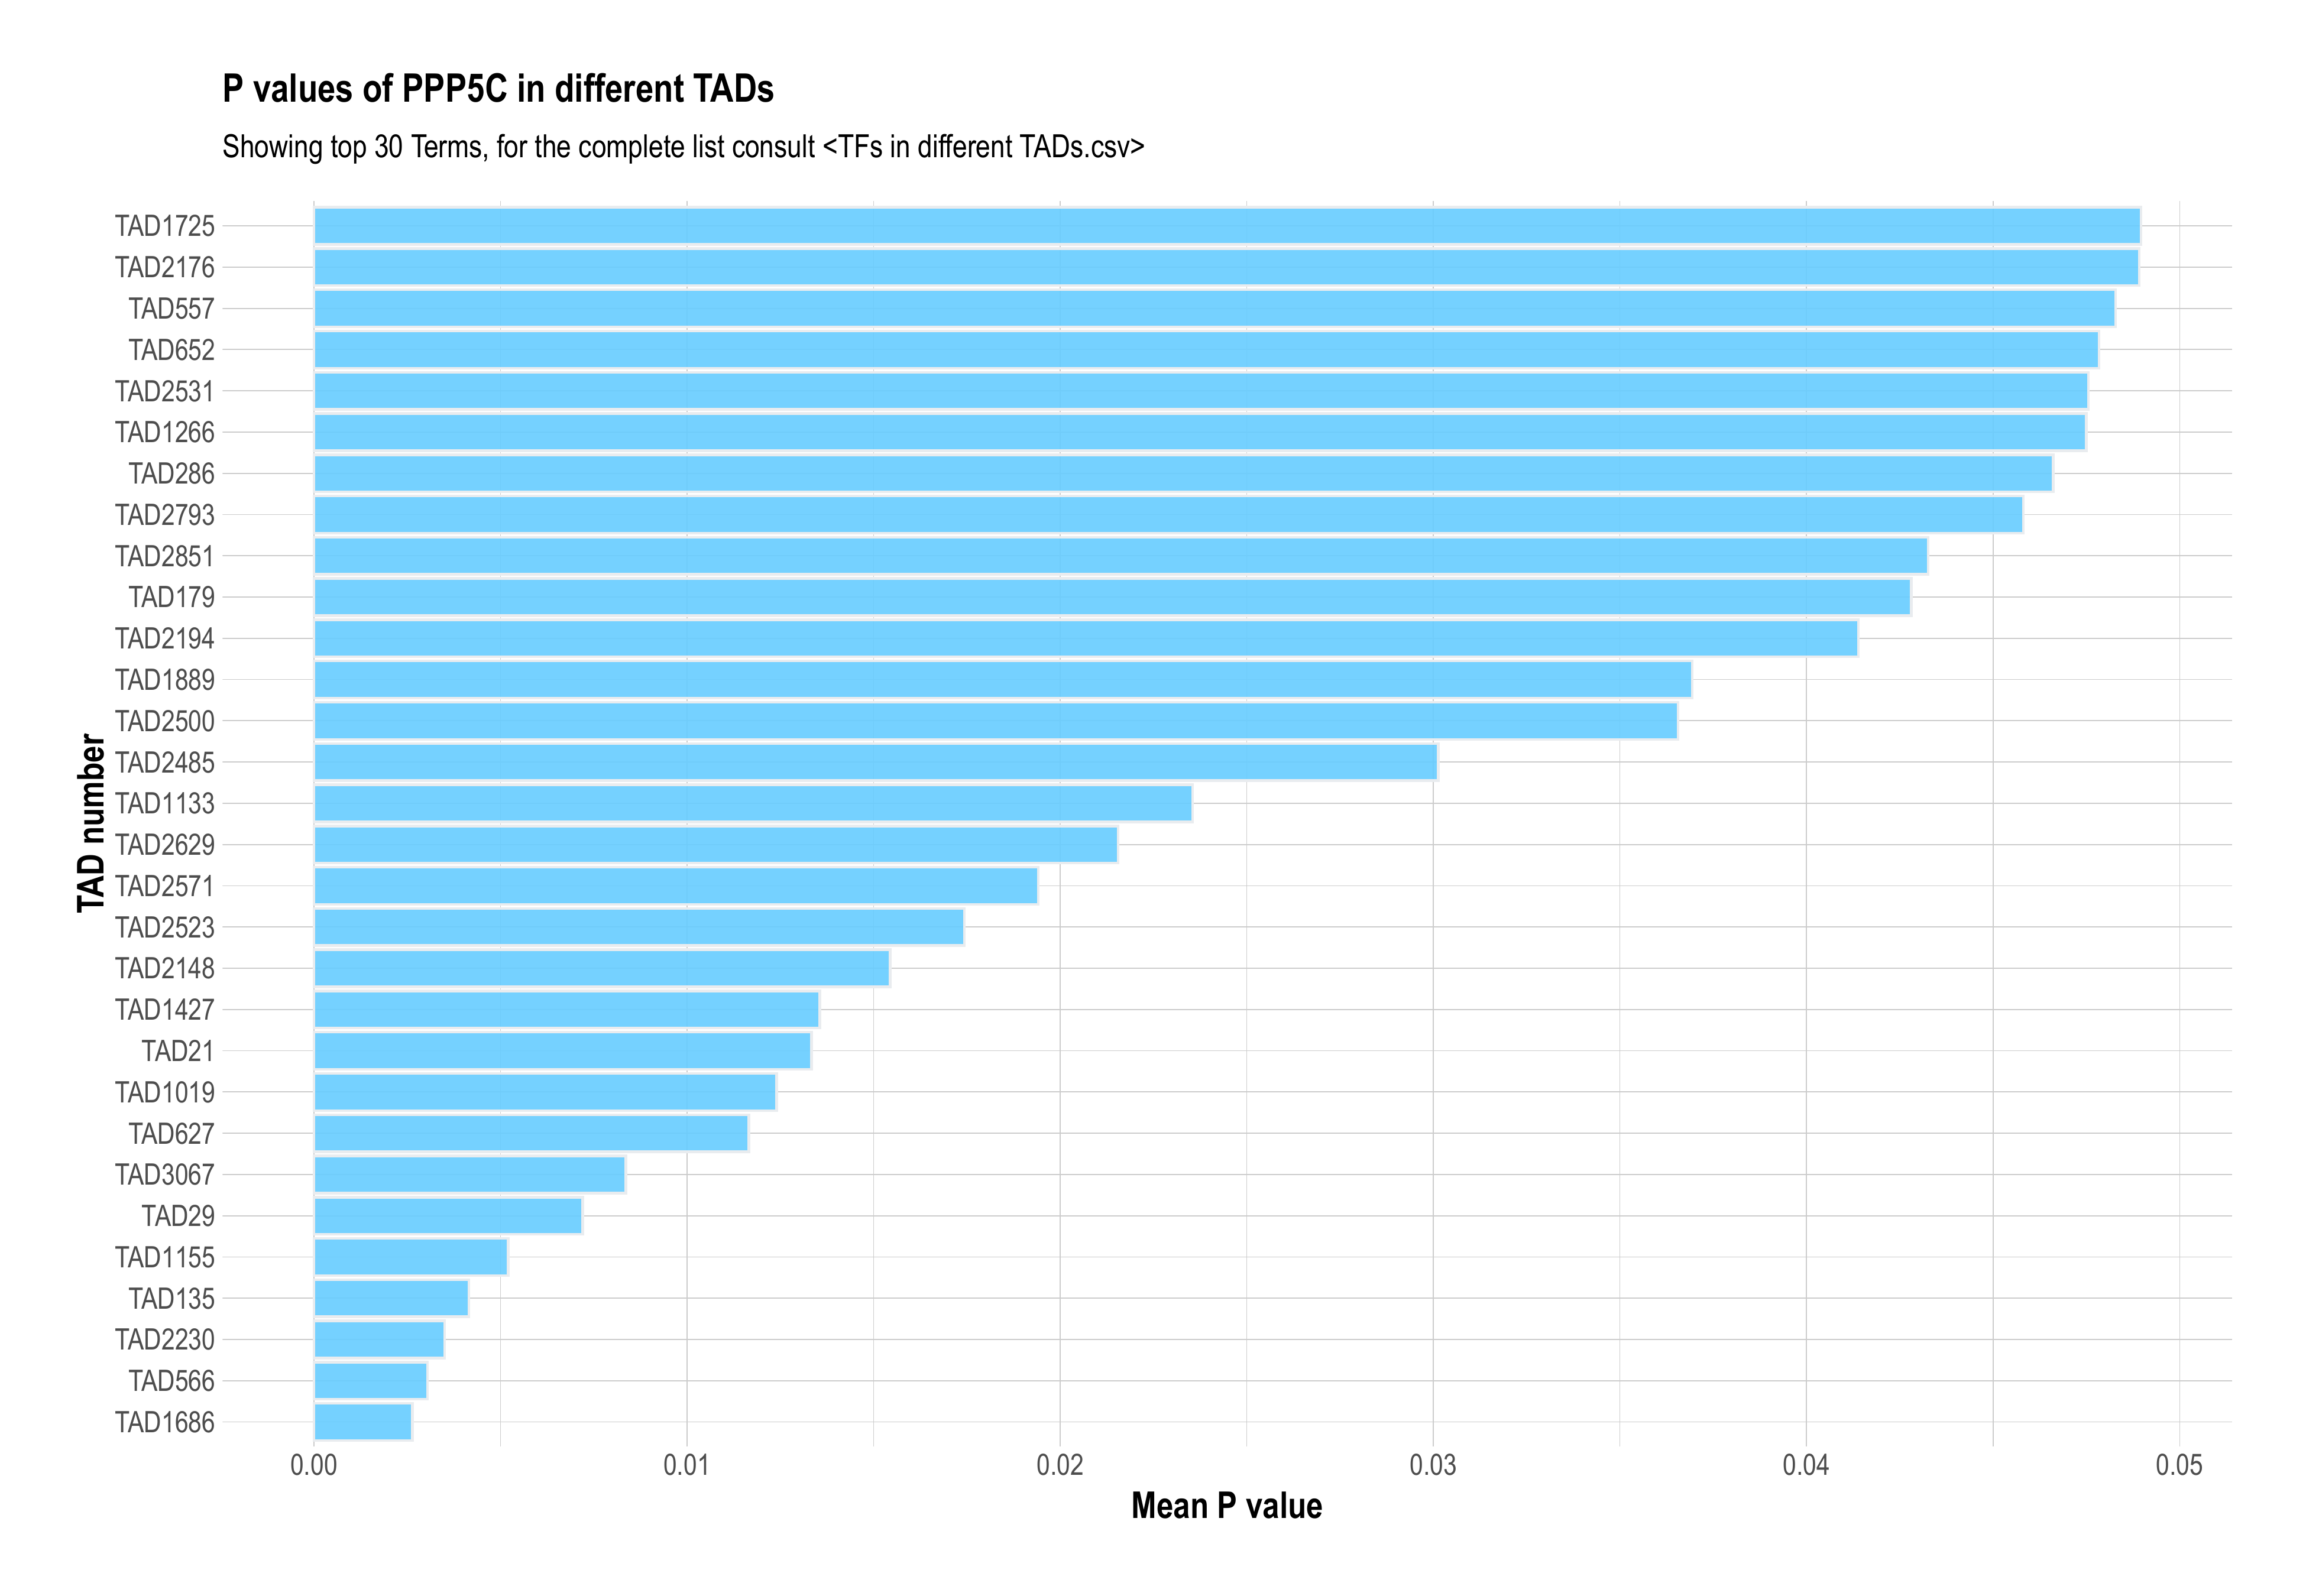 P values of PPP5C in different TADs
Showing top 30 Terms, for the complete list consult <TFs in different TADs.csv>
TAD number
TAD1725
TAD2176
TAD557
TAD652
TAD2531
TAD1266
TAD286
TAD2793
TAD2851
TAD179
TAD2194
TAD1889
TAD2500
TAD2485
TAD1133
TAD2629
TAD2571
TAD2523
TAD2148
TAD1427
TAD21
TAD1019
TAD627
TAD3067
TAD29
TAD1155
TAD135
TAD2230
TAD566
TAD1686
0.00 0.01 0.02 0.03 0.04 0.05
Mean P value